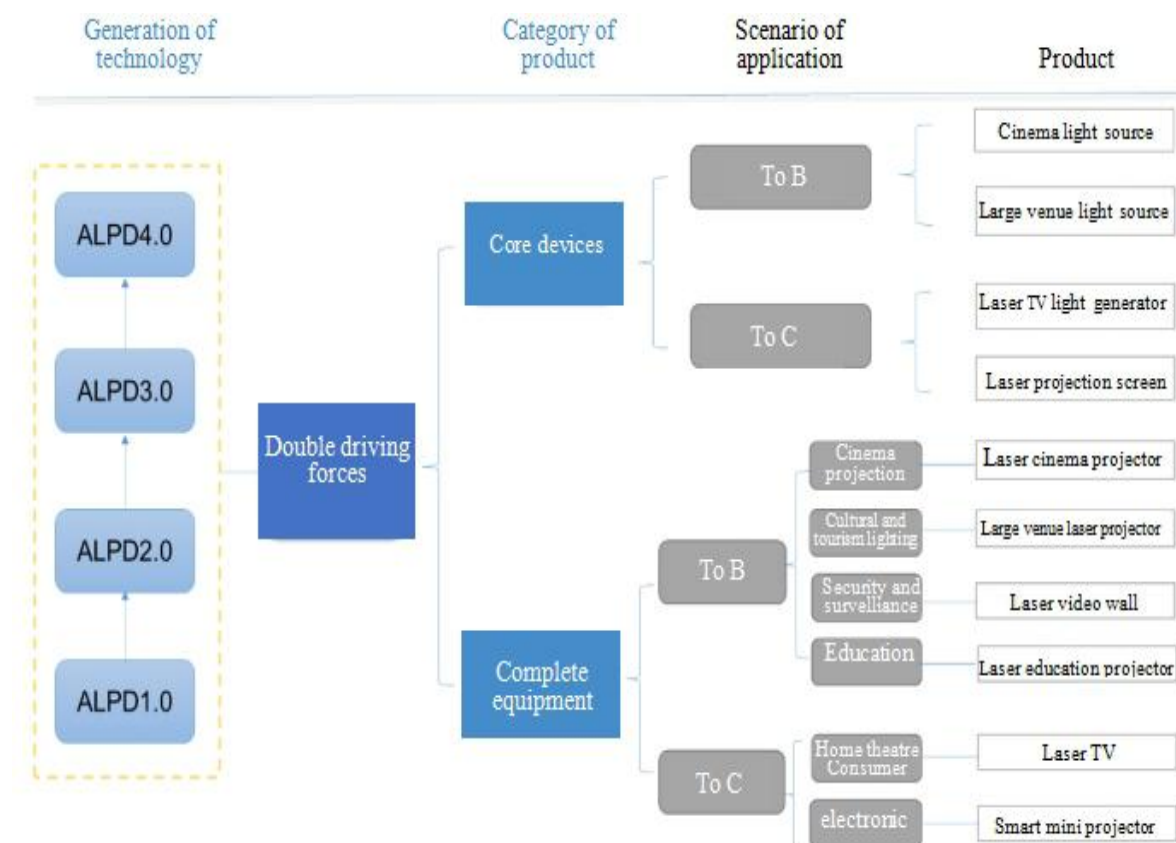 Generation of
technology
Category of
product
Scenario of
application
Product
ALPD4.0
ALPD3.0
ALPD2.0
ALPD1.0
Double driving
forces
Core devices
To B
Cinema light source
Large venue light source
To C
Laser TV light generator
Laser projection screen
Complete
equipment
To B
Cinema
projection
Laser cinema projector
Cultural and
tourism lighting
Large venue laser projector
Security and
survelliance
Laser video wall
Education
Laser education projector
To C
Home theatre
Consumer
Laser TV
electronic
Smart mini projector